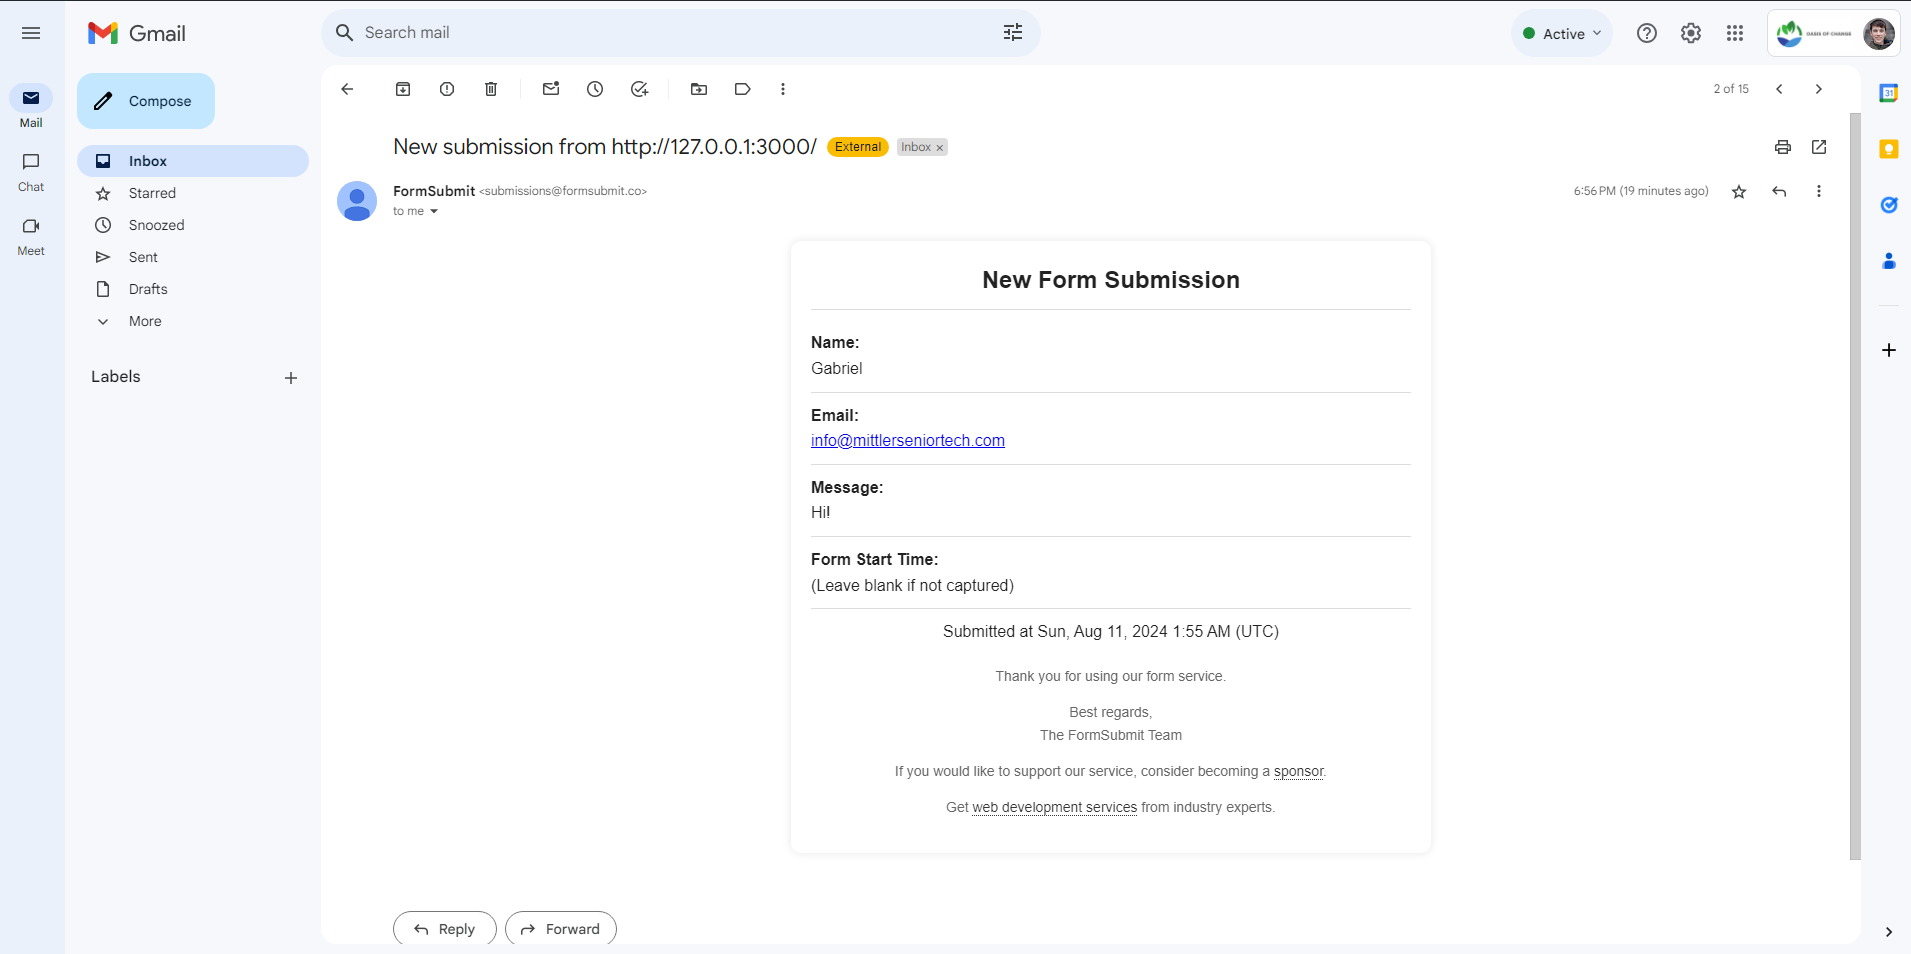 Gmail
Search mail
Active
OASIS OF CHANGE
Compose
Mail
Chat
Meet
Inbox
Starred
Snoozed
Sent
Drafts
More
Labels
2 of 15
31
New submission from http://127.0.0.1:3000/ External Inbox ×
FormSubmit <submissions@formsubmit.co>
to me
6:56 PM (19 minutes ago)
New Form Submission
Name:
Gabriel
Email:
info@mittlerseniortech.com
Message:
Hi!
Form Start Time:
(Leave blank if not captured)
Submitted at Sun, Aug 11, 2024 1:55 AM (UTC)
Thank you for using our form service.
Best regards,
The FormSubmit Team
If you would like to support our service, consider becoming a sponsor.
Get web development services from industry experts.
Reply
Forward